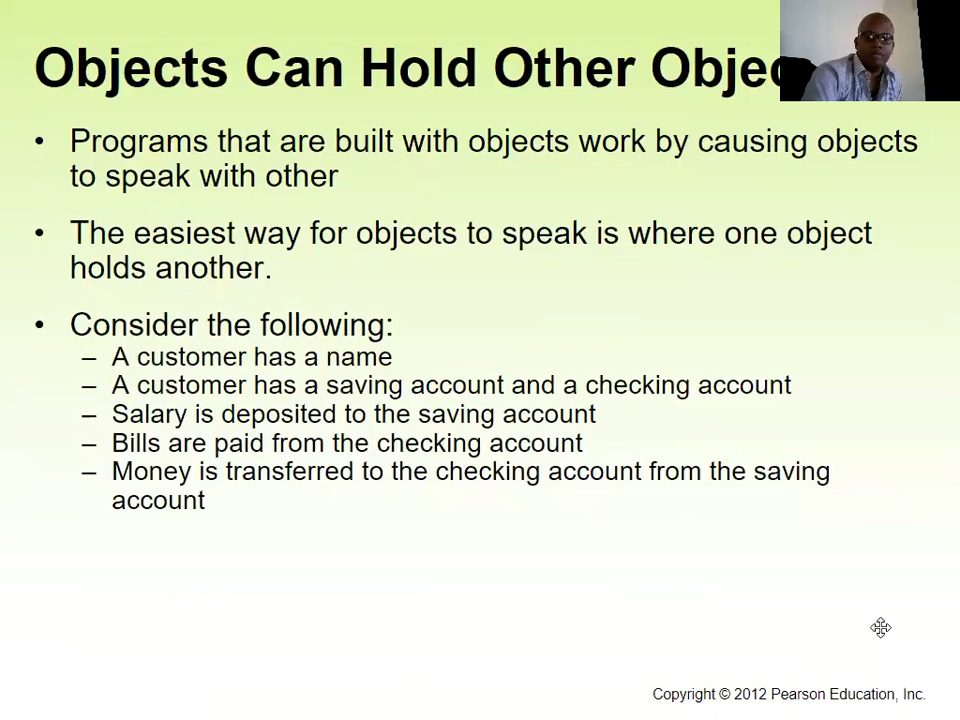 Objects Can Hold Other
• Programs that are built with objects work by causing objects
to speak with other
• The easiest way for objects to speak is where one object
holds another.
• Consider the following:
– A customer has a name
– A customer has a saving account and a checking account
– Salary is deposited to the saving account
– Bills are paid from the checking account
– Money is transferred to the checking account from the saving
account
Copyright © 2012 Pearson Education, Inc.